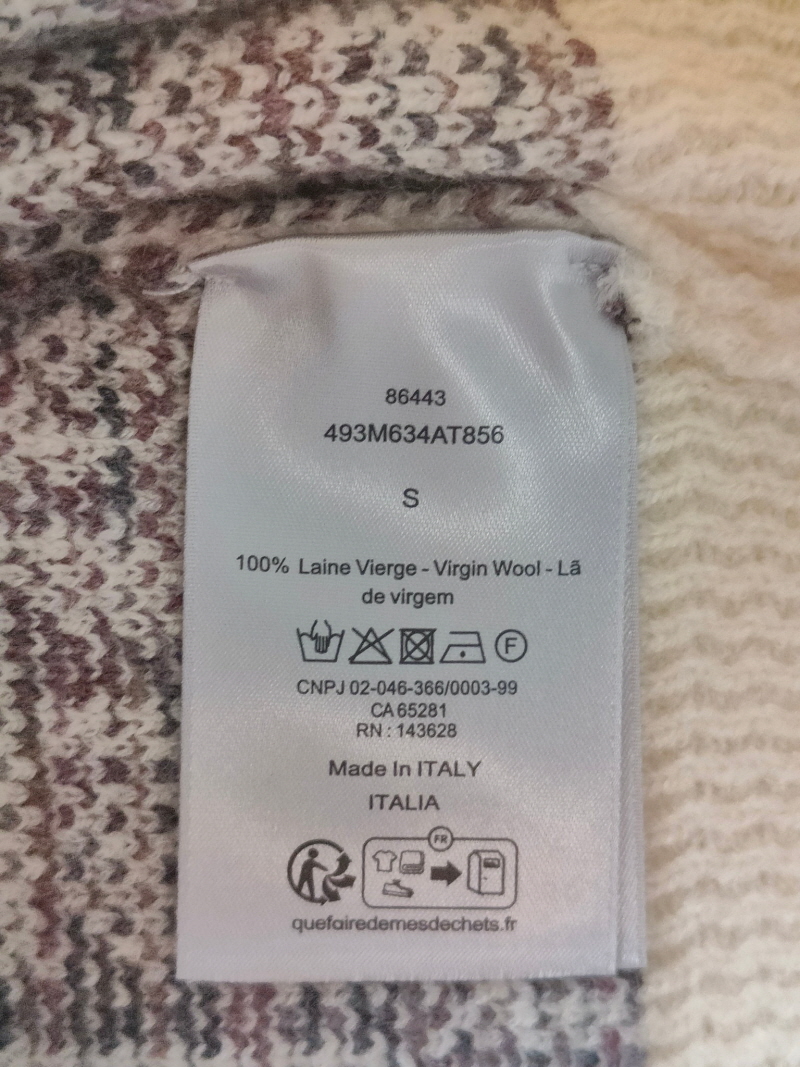 86443
493M634AT856
S
100% Laine Vierge - Virgin Wool - Lã
de virgem
F
CNPJ 02-046-366/0003-99
CA 65281
RN : 143628
Made In ITALY
ITALIA
FR
quefairedemesdechets.fr